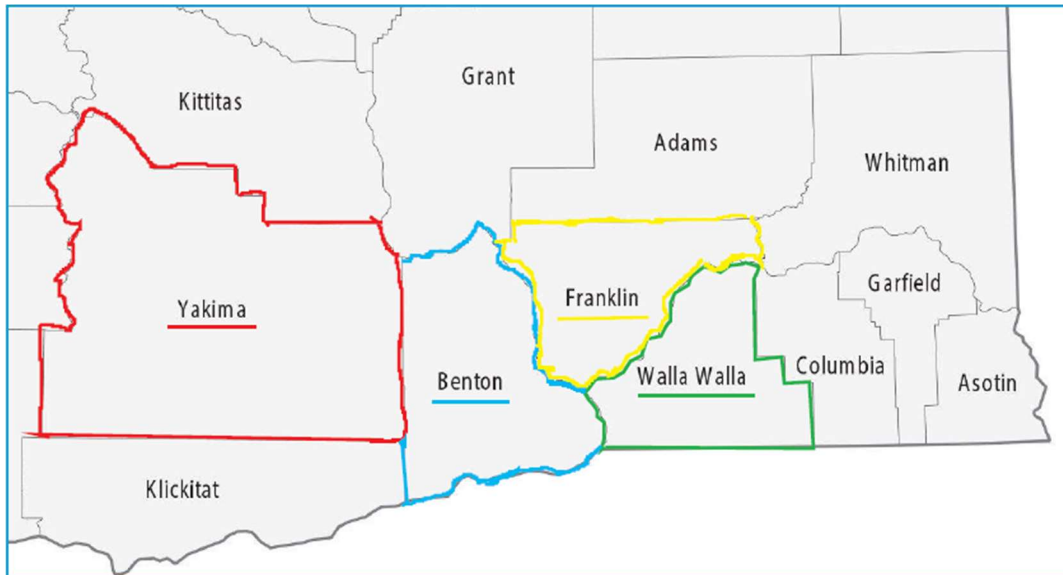 Grant
Kittitas
Adams
Whitman
Garfield
Franklin
Yakima
Columbia
Walla Walla
Benton
Asotin
Klickitat